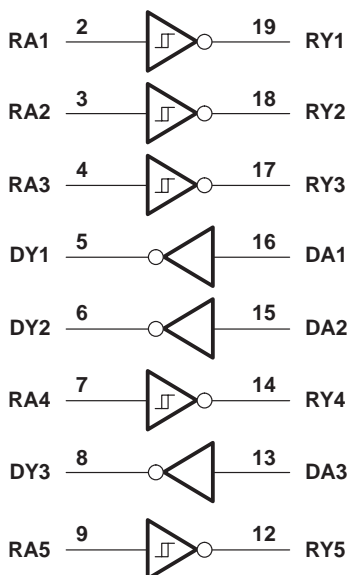 RA1 2 19 RY1
RA2 3 18 RY2
RA3 4 17 RY3
DY1 5 16 DA1
DY2 6 15 DA2
RA4 7 14 RY4
DY3 8 13 DA3
RA5 9 12 RY5